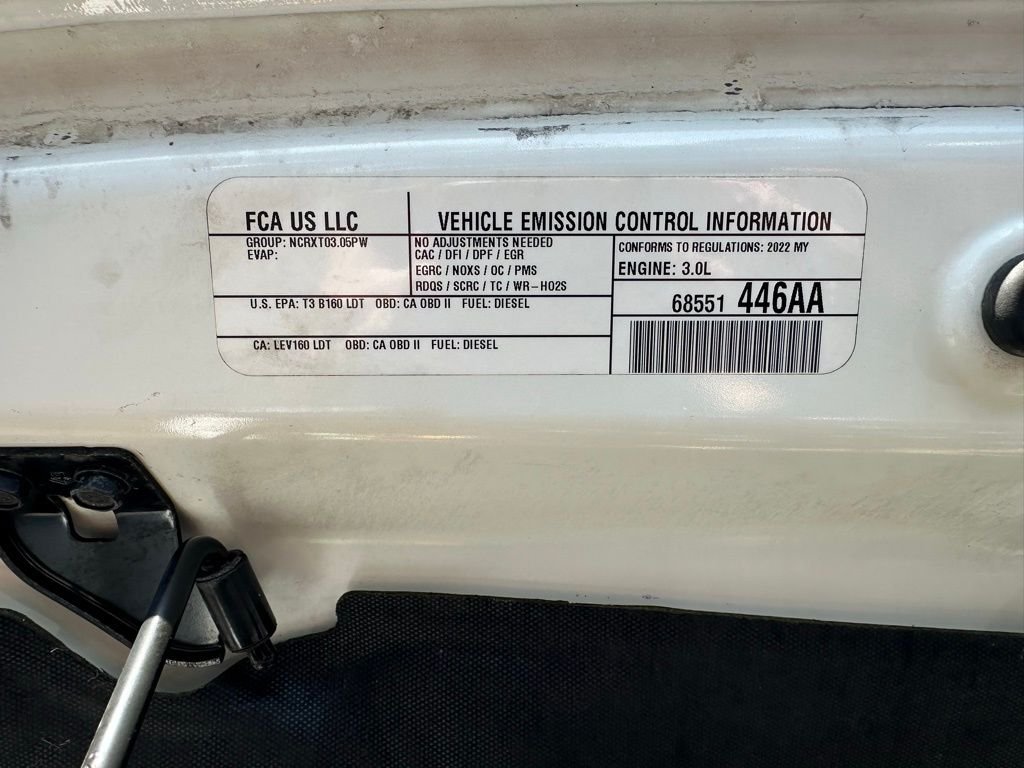 FCA US LLC
VEHICLE EMISSION CONTROL INFORMATION
GROUP: NCRXT03.05PW
EVAP:
NO ADJUSTMENTS NEEDED
CAC / DFI / DPF / EGR
EGRC / NOXS / OC / PMS
RDQS / SCRC / TC / WR-HO2S
CONFORMS TO REGULATIONS: 2022 MY
ENGINE: 3.0L
U.S. EPA: T3 B160 LDT OBD: CA OBD II FUEL: DIESEL
68551 446AA
CA: LEV160 LDT OBD: CA OBD II FUEL: DIESEL